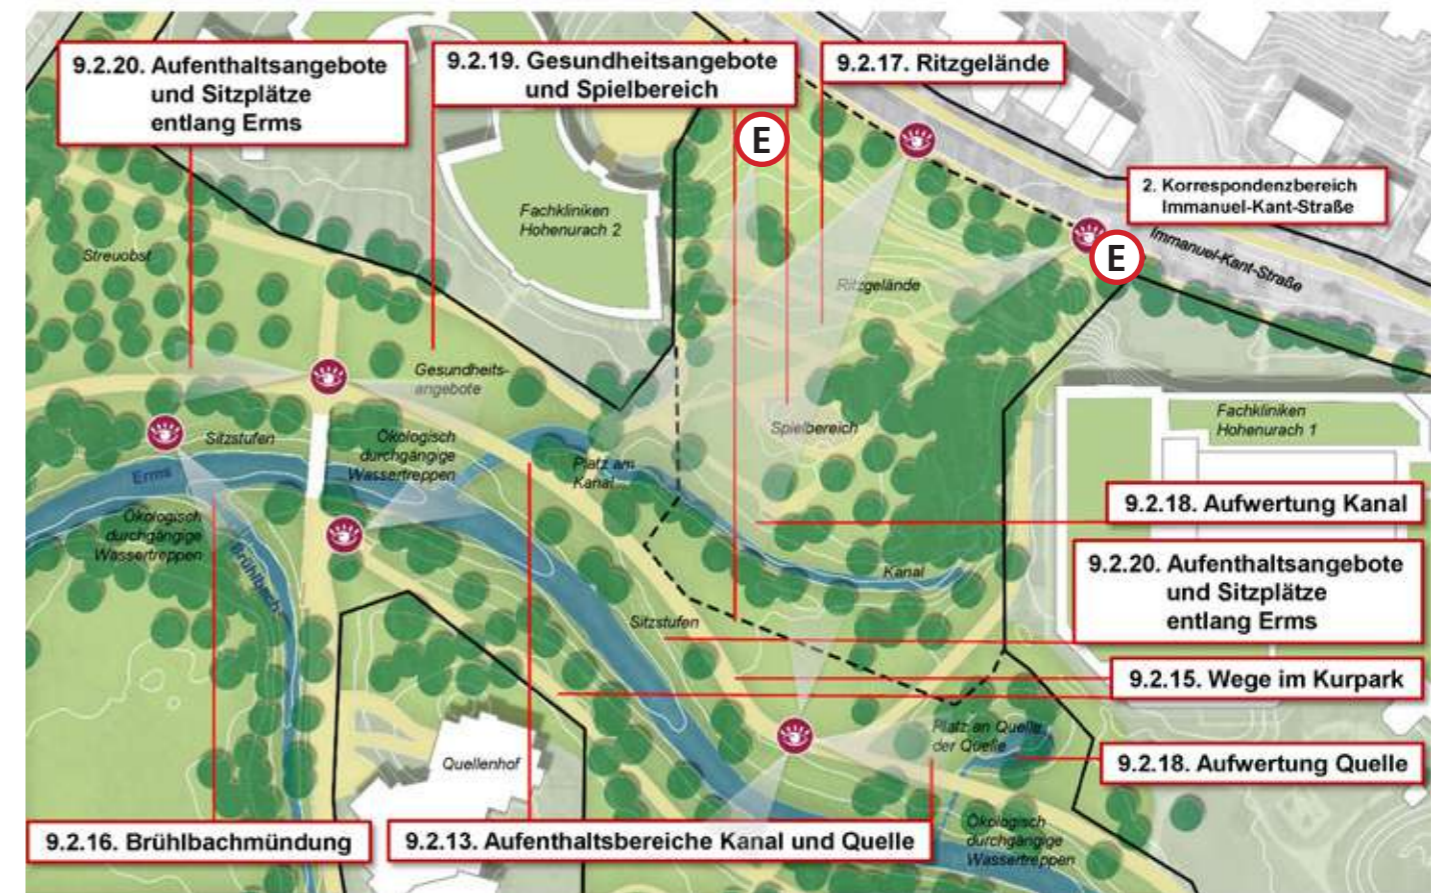 9.2.20. Aufenthaltsangebote
und Sitzplätze
entlang Erms
9.2.19. Gesundheitsangebote
und Spielbereich
9.2.17. Ritzgelände
E
2. Korrespondenzbereich
Immanuel-Kant-Straße
Immanuel-Kant-Straße
E
Fachkliniken
Hohenurach 2
Streuobst
Ritzgelände
Gesundheits-
angebote
Spielbereich
Fachkliniken
Hohenurach 1
Sitzstufen
Ökologisch
durchgängige
Wassertreppen
Platz am
Kanal
Erms
Ökologisch
durchgängige
Wassertreppen
Brühlbach
Kanal
Sitzstufen
9.2.18. Aufwertung Kanal
9.2.20. Aufenthaltsangebote
und Sitzplätze
entlang Erms
9.2.15. Wege im Kurpark
Platz an Quelle
der Quelle
9.2.18. Aufwertung Quelle
Quellenhof
9.2.16. Brühlbachmündung
9.2.13. Aufenthaltsbereiche Kanal und Quelle
Ökologisch
durchgängige
Wassertreppen